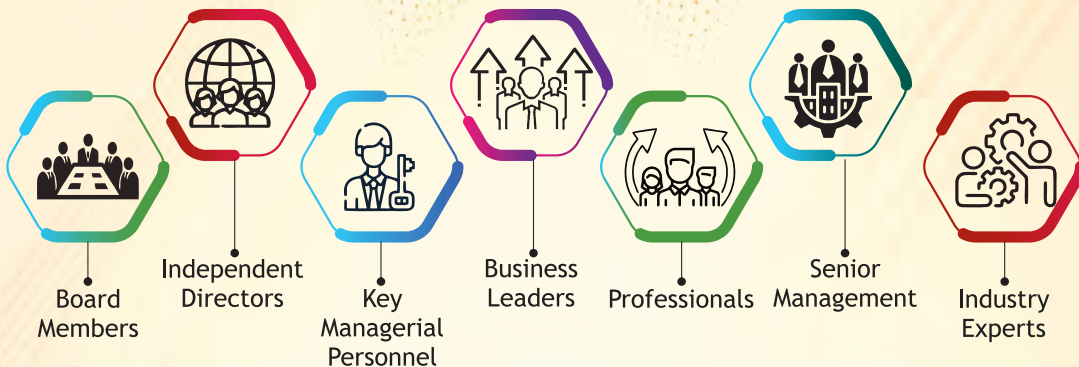 Board
Members
Independent
Directors
Key
Managerial
Personnel
Business
Leaders
Professionals
Senior
Management
Industry
Experts